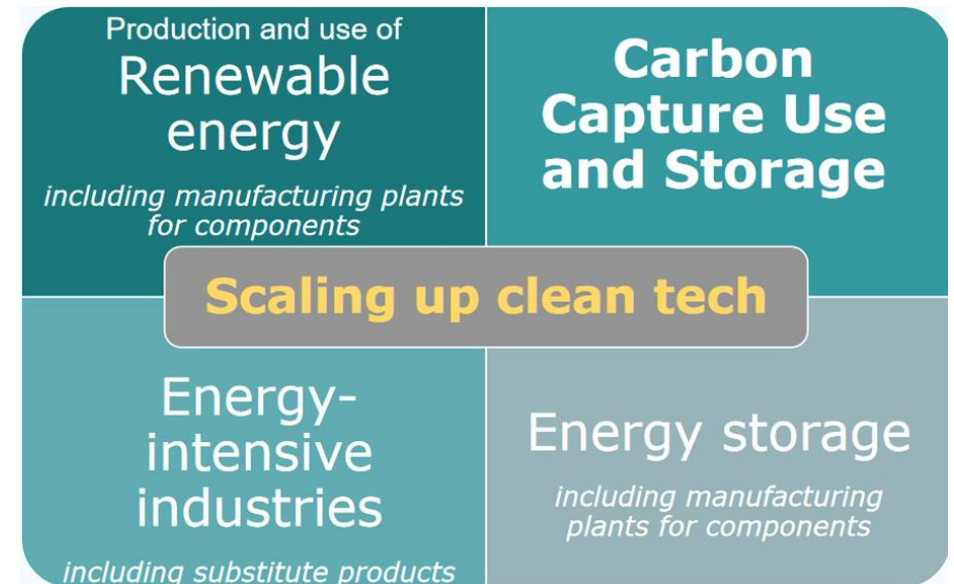 Production and use of
Renewable
energy
including manufacturing plants
for components
Carbon
Capture Use
and Storage
Scaling up clean tech
Energy-
intensive
industries
including substitute products
Energy storage
including manufacturing
plants for components